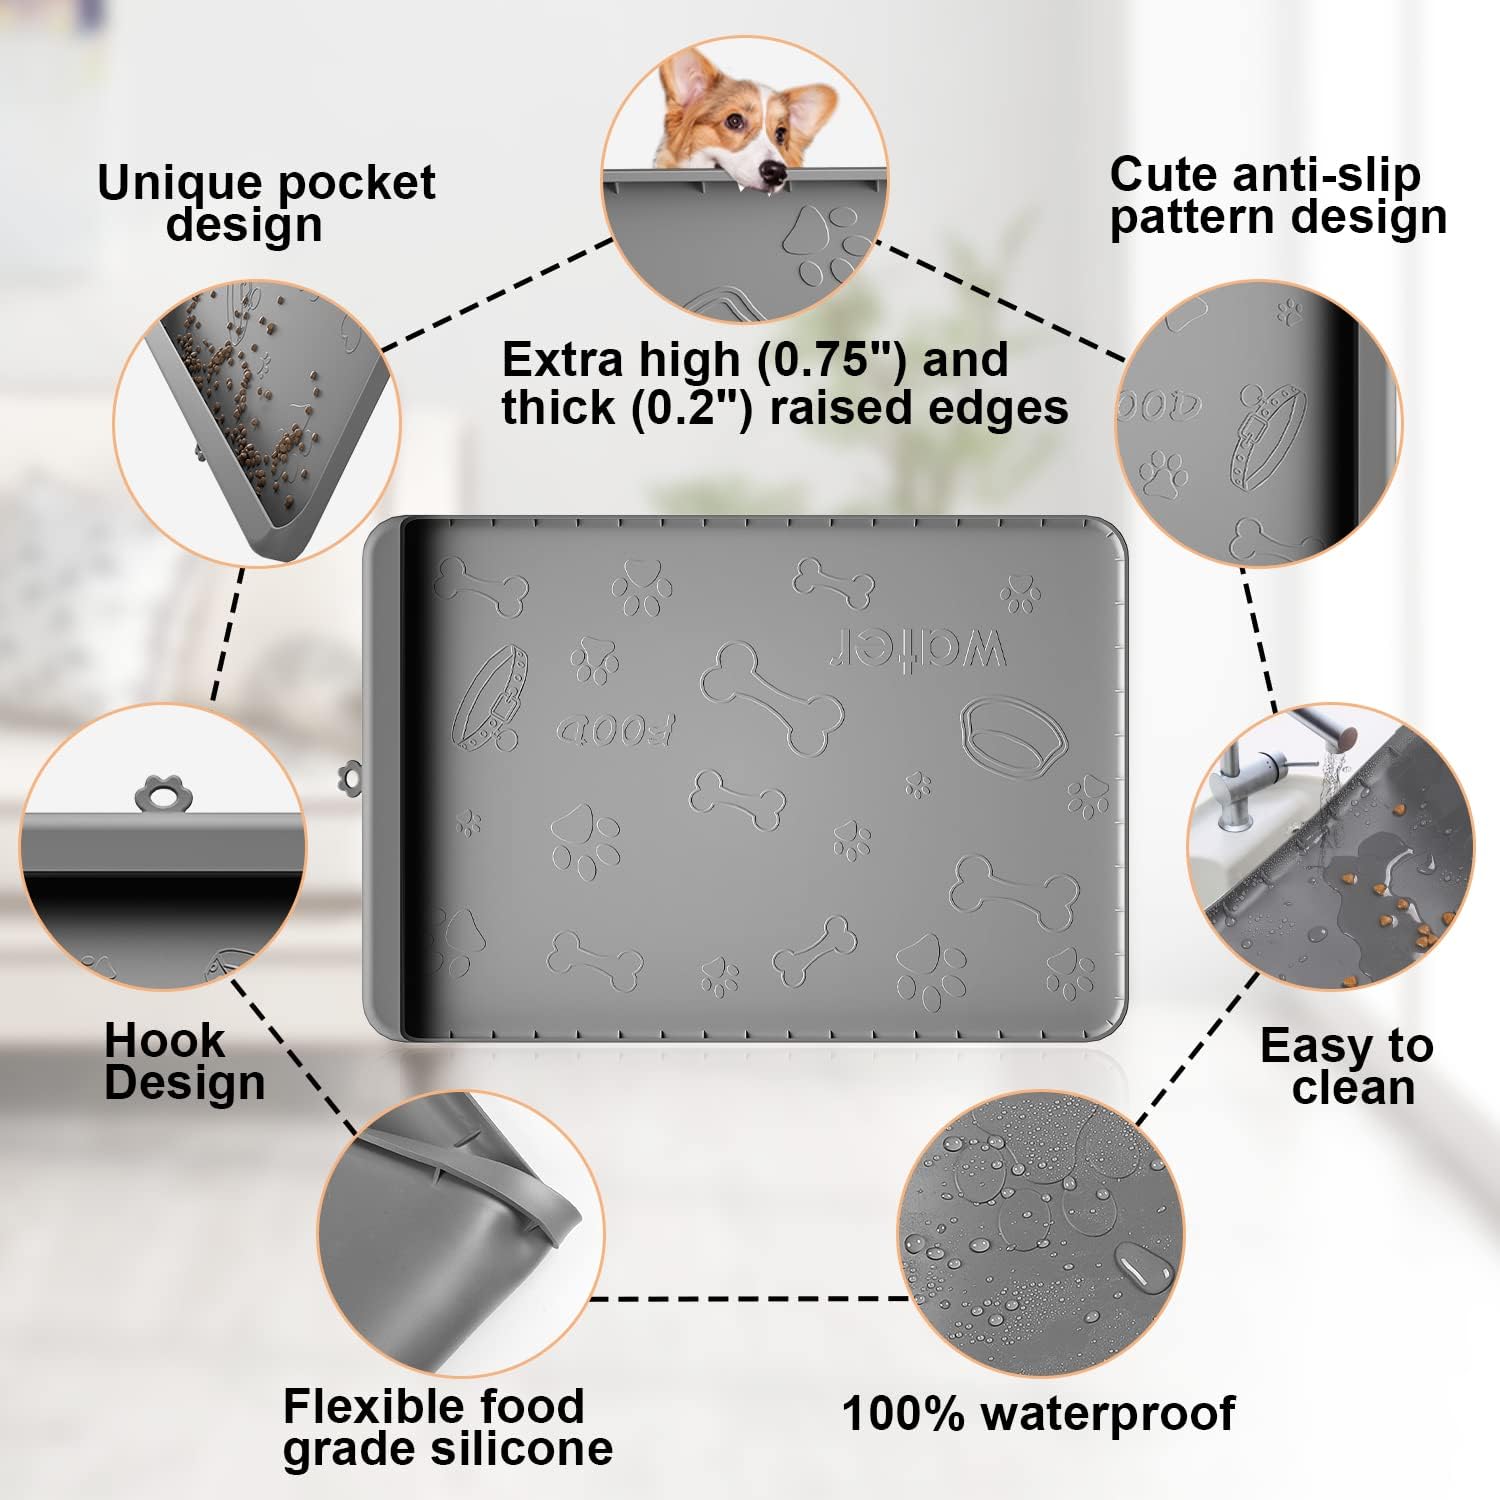 Unique pocket
design
Cute anti-slip
pattern design
Extra high (0.75") and
thick (0.2") raised edges
water
FOOD
FOOD
Hook
Design
Easy to
clean
Flexible food
grade silicone
100% waterproof